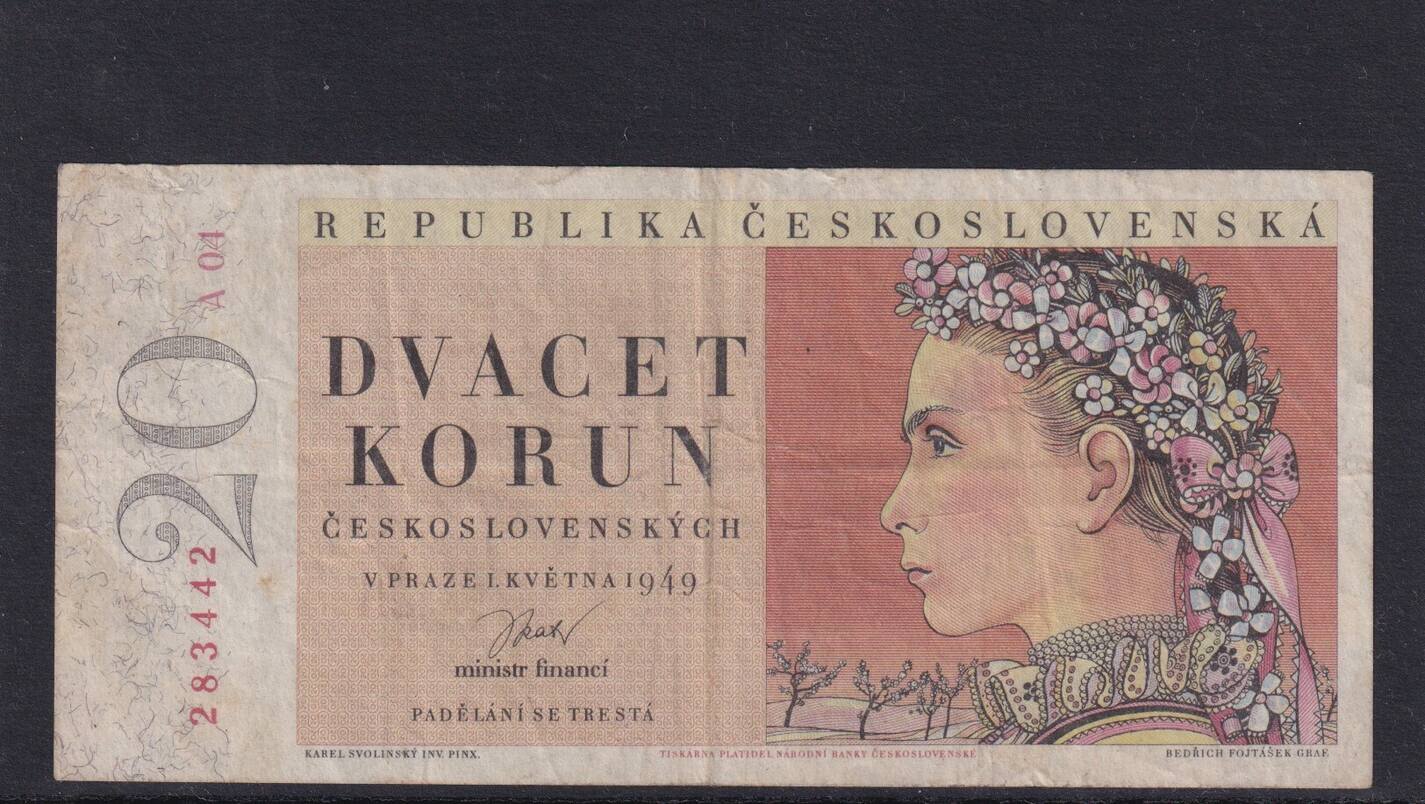 REPUBLIKA ČESKOSLOVENSKÁ
A 04
20
283442
DVACET
KORUN
ČESKOSLOVENSKÝCH
V PRAZE 1. KVĚTNA 1949
ministr financí
PADĚLÁNÍ SE TRESTÁ
KAREL SVOLINSKÝ INV. PINX.
TISKÁRNA PLATIDEL NÁRODNÍ BANKY ČESKOSLOVENSKÉ
BEDŘICH FOJTÁŠEK GRAF